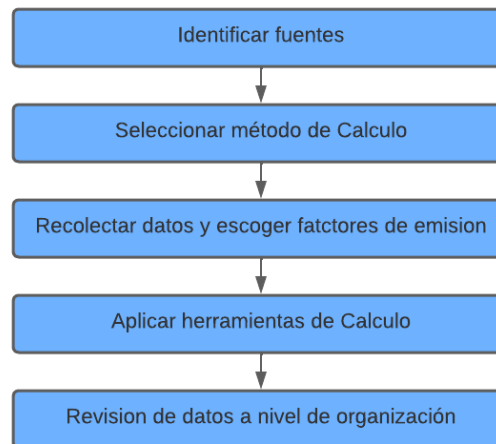 Identificar fuentes
Seleccionar método de Calculo
Recolectar datos y escoger fatctores de emision
Aplicar herramientas de Calculo
Revision de datos a nivel de organización